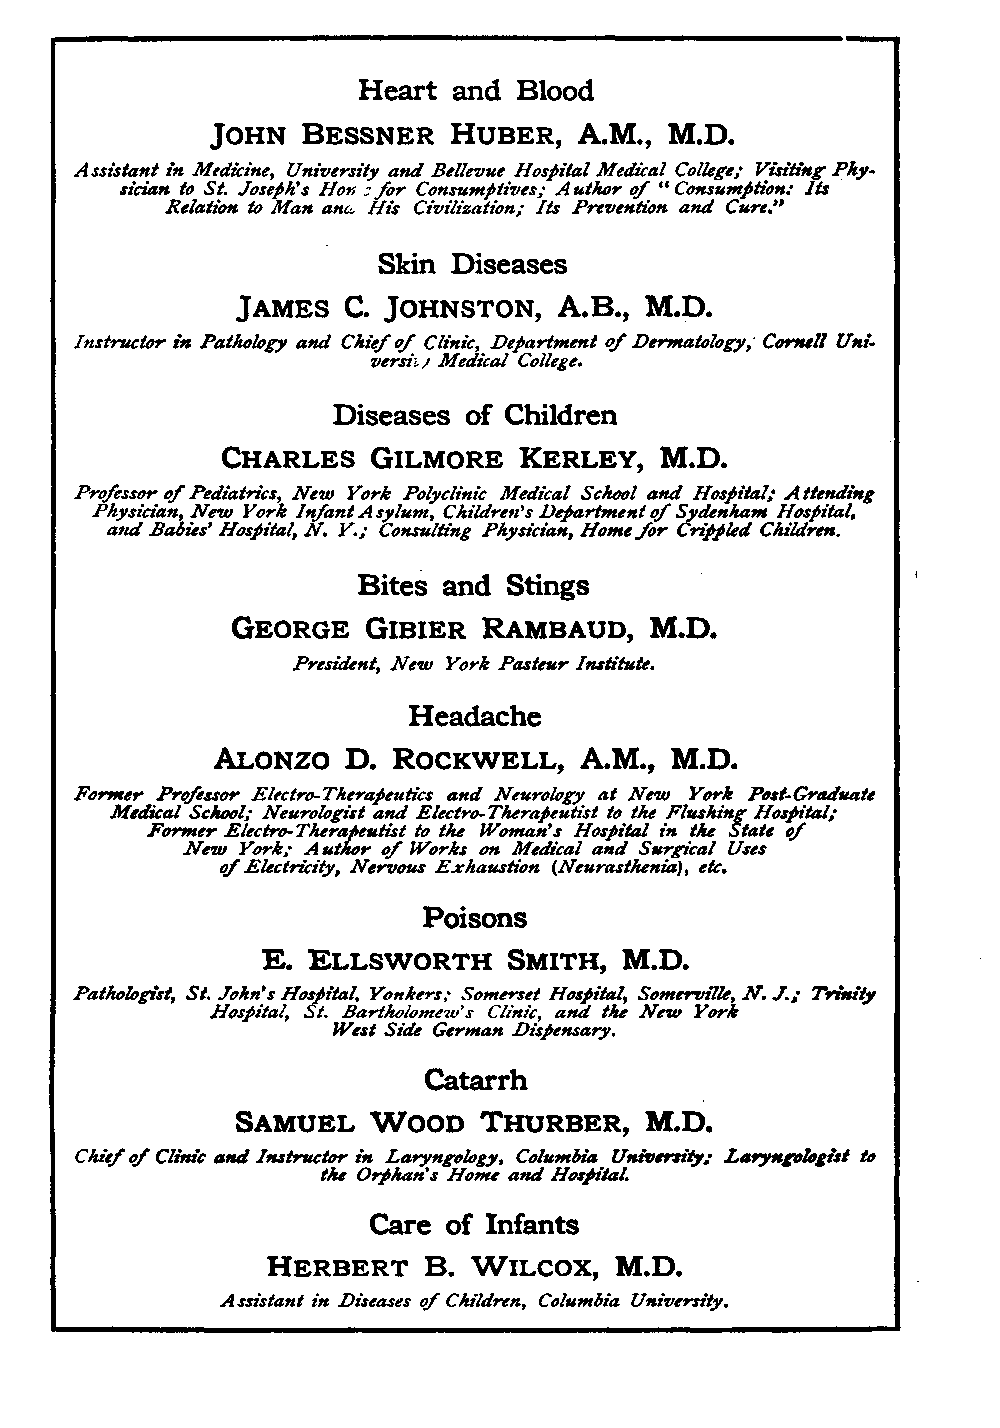 Heart and Blood
John Bessner Huber, A.M., M.D.
Assistant in Medicine, University and Bellevue Hospital Medical College; Visiting Phy-
sician to St. Joseph's for Consumptives; Author of "Consumption: Its
Relation to Man and His Civilization; Its Prevention and Cure."
Skin Diseases
James C. Johnston, A.B., M.D.
Instructor in Pathology and Chief of Clinic, Department of Dermatology, Cornell Uni-
versity Medical College.
Diseases of Children
Charles Gilmore Kerley, M.D.
Professor of Pediatrics, New York Polyclinic Medical School and Hospital; Attending
Physician, New York Infant Asylum, Children's Department of Sydenham Hospital,
and Babies' Hospital, N. Y.; Consulting Physician, Home for Crippled Children.
Bites and Stings
George Gibier Rambaud, M.D.
President, New York Pasteur Institute.
Headache
Alonzo D. Rockwell, A.M., M.D.
Former Professor Electro-Therapeutics and Neurology at New York Post-Graduate
Medical School; Neurologist and Electro-Therapeutist to the Flushing Hospital;
Former Electro-Therapeutist to the Woman's Hospital in the State of
New York; Author of Works on Medical and Surgical Uses
of Electricity, Nervous Exhaustion (Neurasthenia), etc.
Poisons
E. Ellsworth Smith, M.D.
Pathologist, St. John's Hospital, Yonkers; Somerset Hospital, Somerville, N. J.; Trinity
Hospital, St. Bartholomew's Clinic, and the New York
West Side German Dispensary.
Catarrh
Samuel Wood Thurber, M.D.
Chief of Clinic and Instructor in Laryngology, Columbia University; Laryngologist to
the Orphan's Home and Hospital.
Care of Infants
Herbert B. Wilcox, M.D.
Assistant in Diseases of Children, Columbia University.